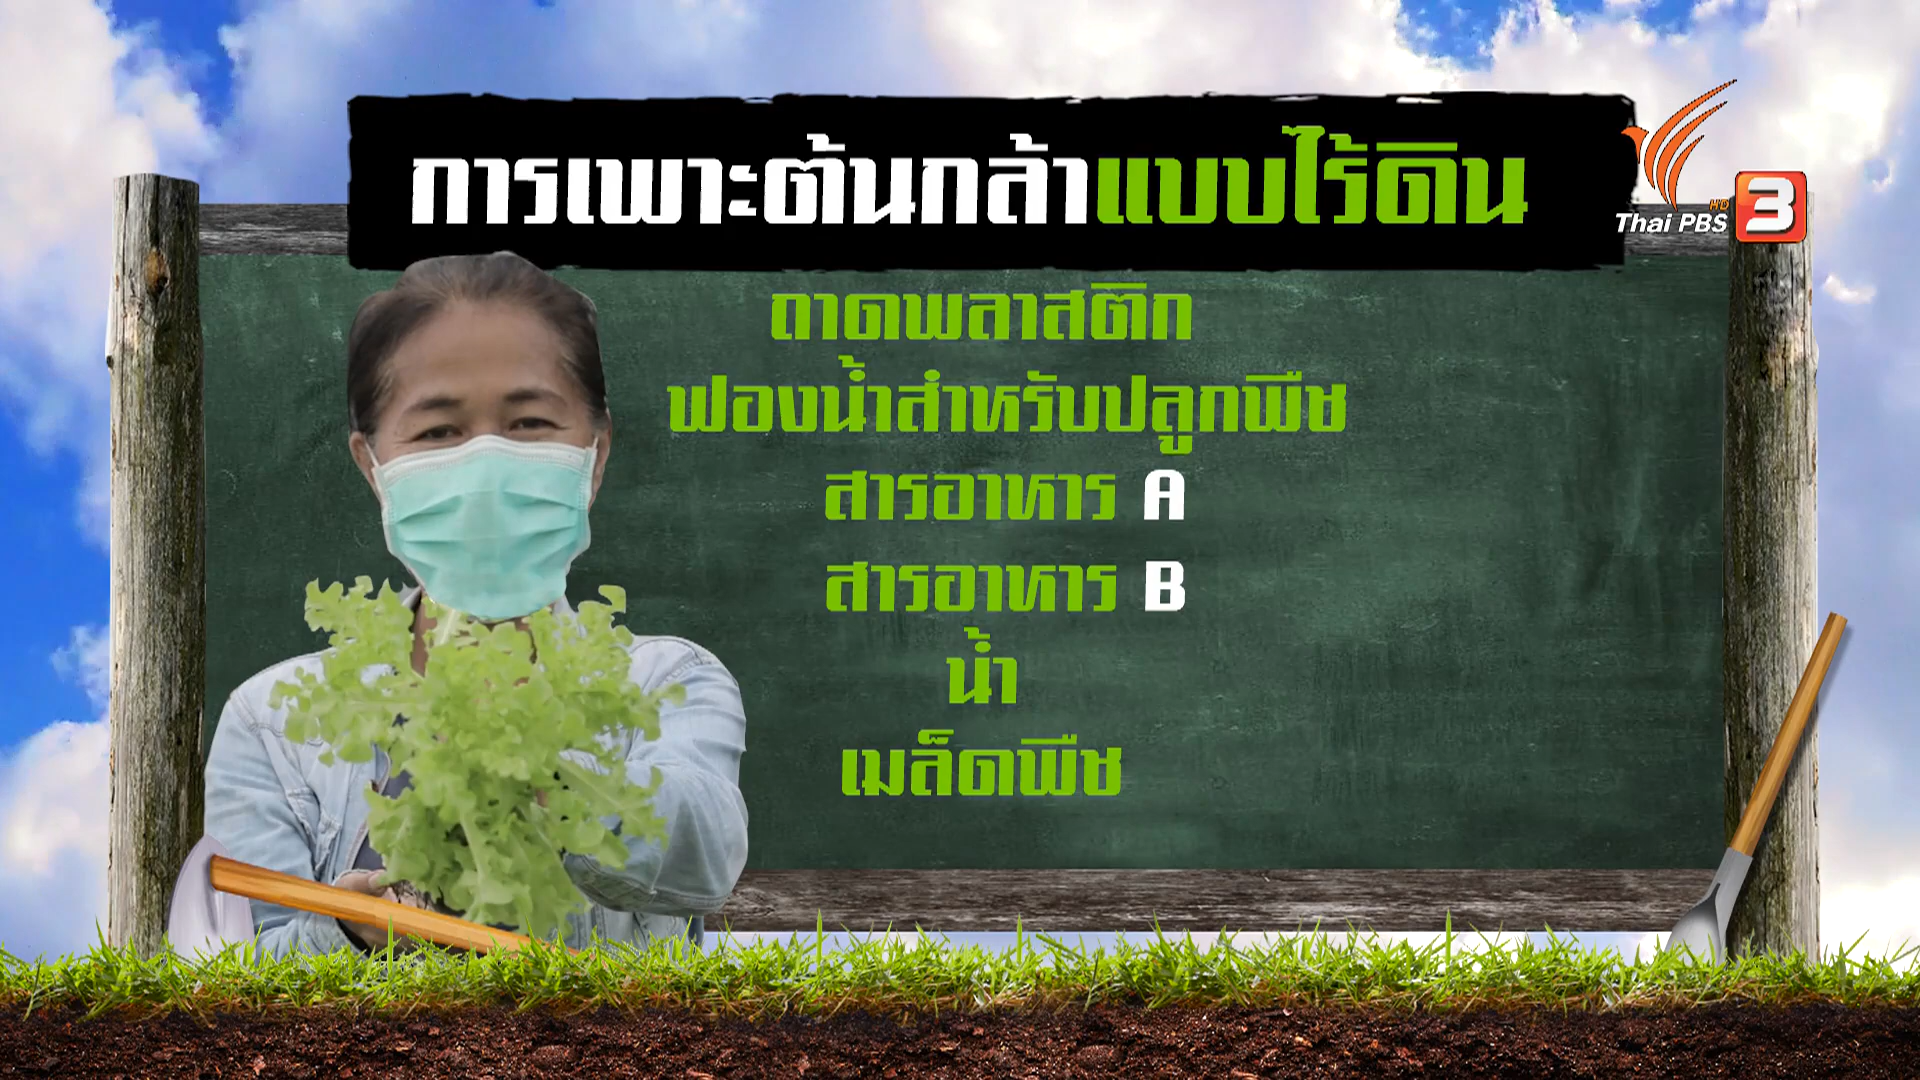 การเพาะต้นกล้าแบบไร้ดิน
HD
Thai PBS 3
ถาดพลาสติก
ฟองน้ำสำหรับปลูกพืช
สารอาหาร A
สารอาหาร B
น้ำ
เมล็ดพืช